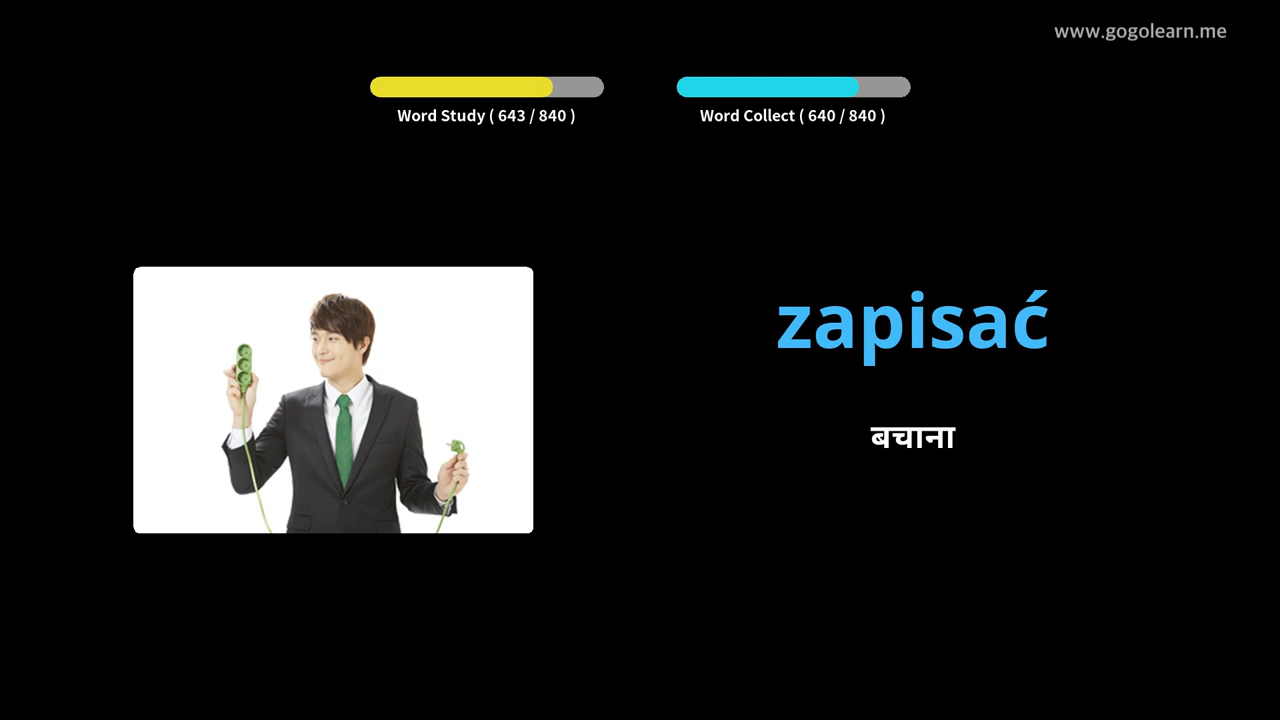 www.gogolearn.me
Word Study ( 643 / 840 )
Word Collect ( 640 / 840 )
zapisać
बचाना